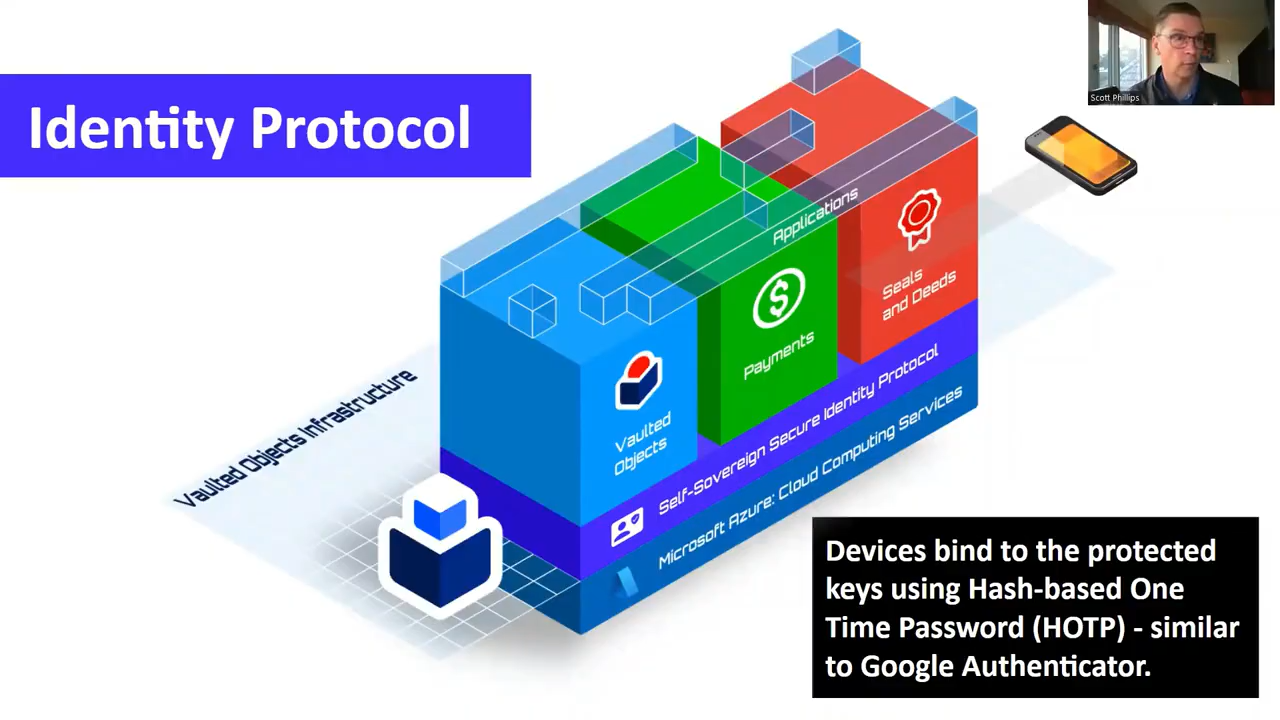 Identity Protocol
Scott Phillips
Applications
Seals
and Deeds
Payments
Vaulted
Objects
Self-Sovereign Secure Identity Protocol
Microsoft Azure: Cloud Computing Services
Vaulted Objects Infrastructure
Devices bind to the protected
keys using Hash-based One
Time Password (HOTP) - similar
to Google Authenticator.